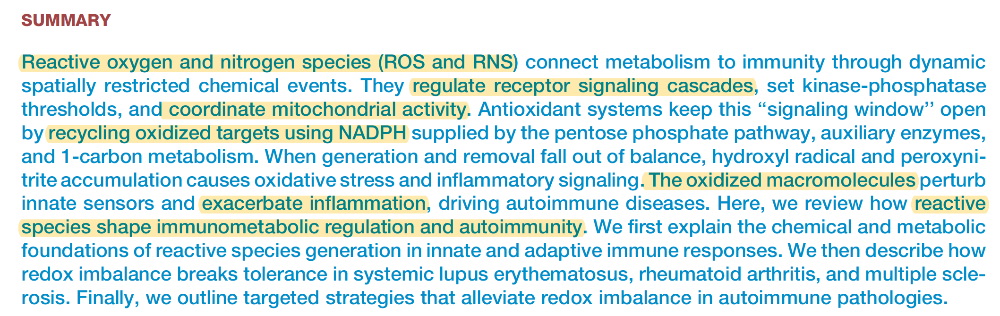 SUMMARY
Reactive oxygen and nitrogen species (ROS and RNS) connect metabolism to immunity through dynamic
spatially restricted chemical events. They regulate receptor signaling cascades, set kinase-phosphatase
thresholds, and coordinate mitochondrial activity. Antioxidant systems keep this “signaling window’’ open
by recycling oxidized targets using NADPH supplied by the pentose phosphate pathway, auxiliary enzymes,
and 1-carbon metabolism. When generation and removal fall out of balance, hydroxyl radical and peroxyni-
trite accumulation causes oxidative stress and inflammatory signaling. The oxidized macromolecules perturb
innate sensors and exacerbate inflammation, driving autoimmune diseases. Here, we review how reactive
species shape immunometabolic regulation and autoimmunity. We first explain the chemical and metabolic
foundations of reactive species generation in innate and adaptive immune responses. We then describe how
redox imbalance breaks tolerance in systemic lupus erythematosus, rheumatoid arthritis, and multiple scle-
rosis. Finally, we outline targeted strategies that alleviate redox imbalance in autoimmune pathologies.